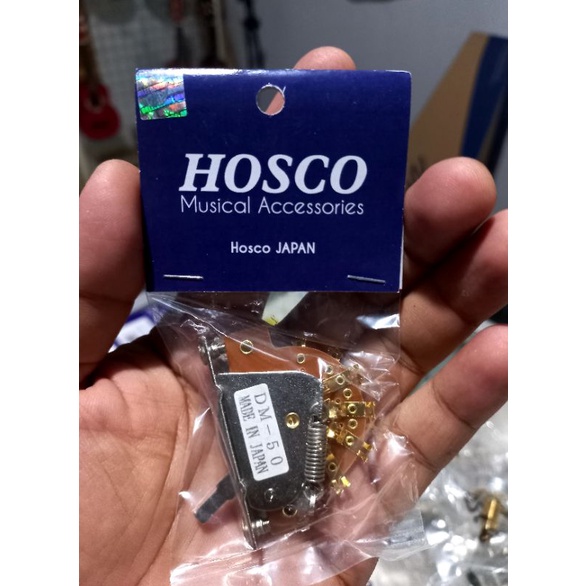 HOSCO
Musical Accessories
Hosco JAPAN
DM-50
MADE IN JAPAN